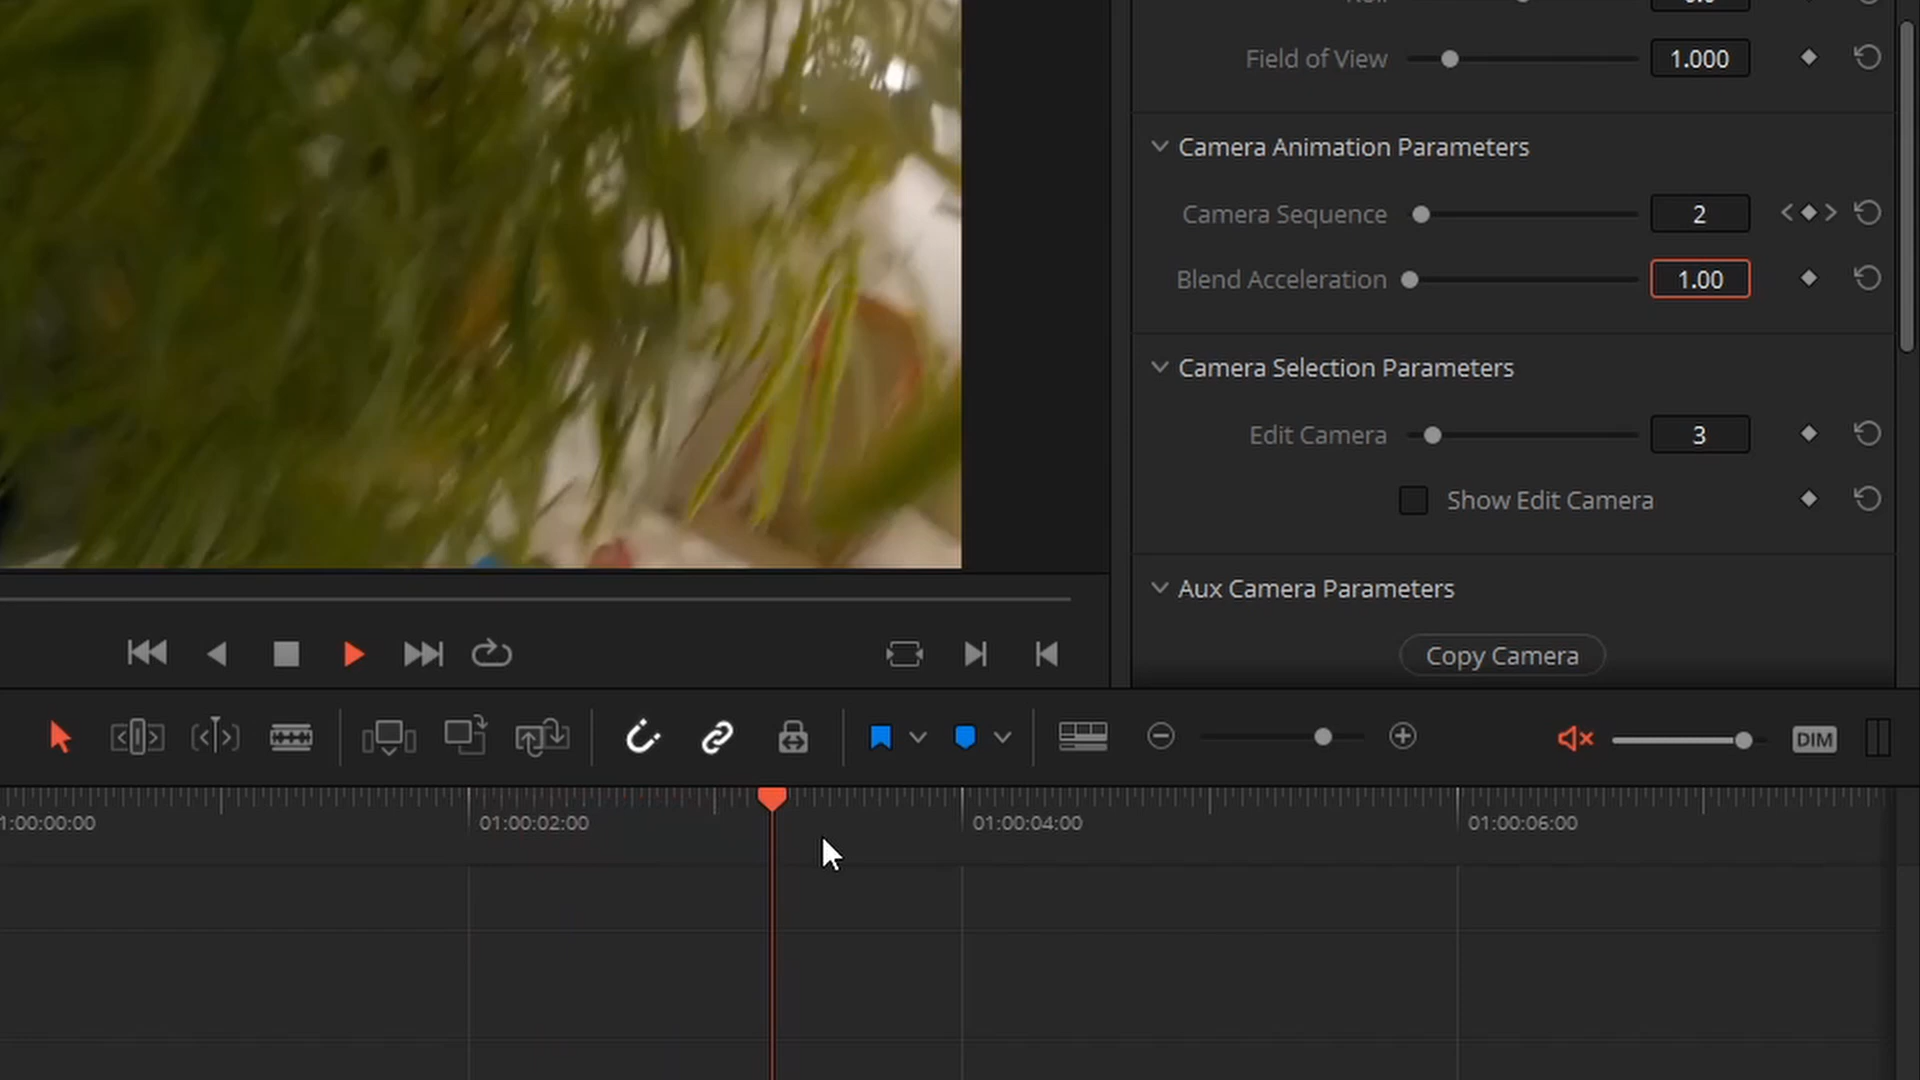 Field of View 1.000
Camera Animation Parameters
Camera Sequence 2
Blend Acceleration 1.00
Camera Selection Parameters
Edit Camera 3
Show Edit Camera
Aux Camera Parameters
Copy Camera
DIM
1:00:00:00 01:00:02:00 01:00:04:00 01:00:06:00